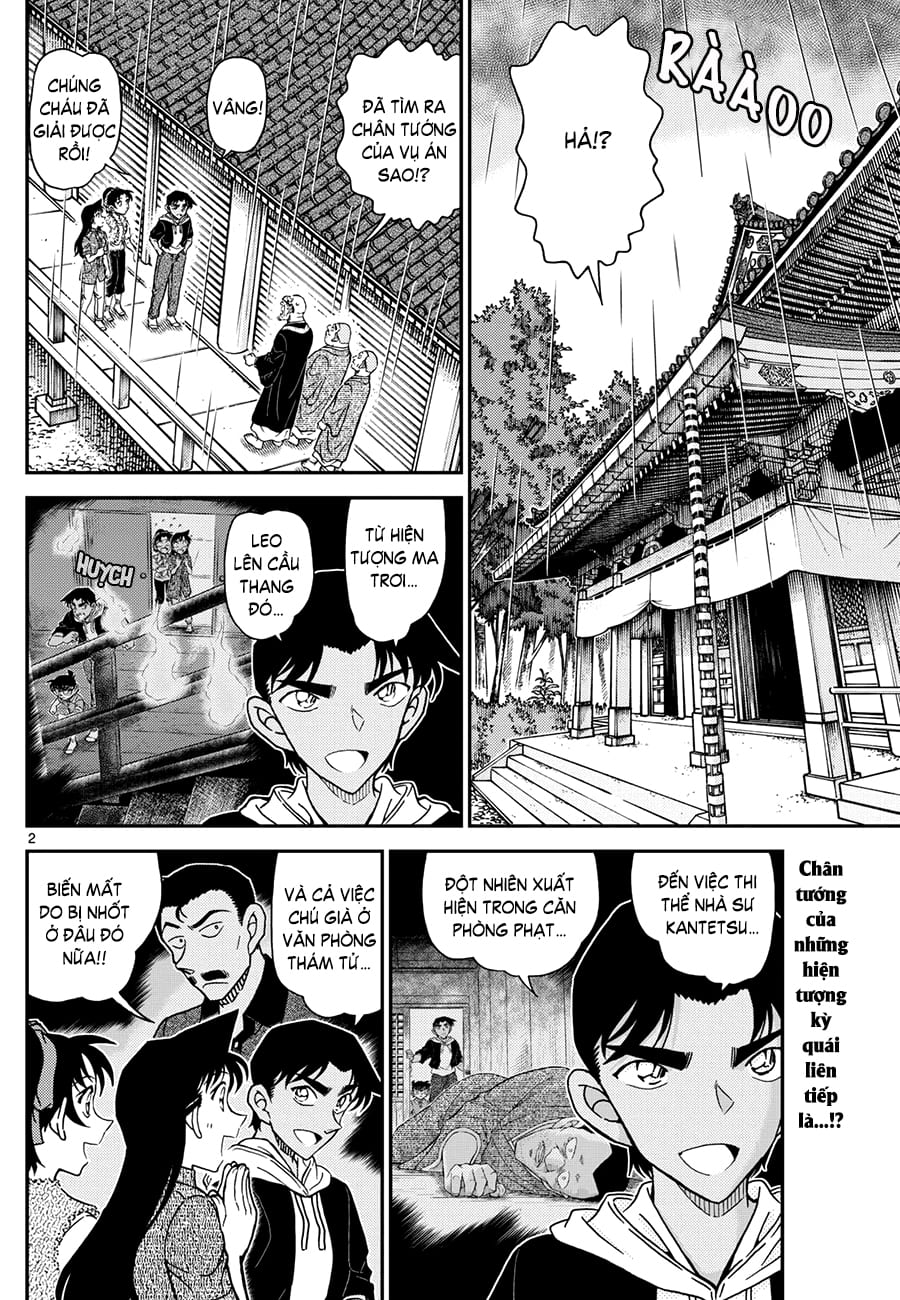 RÀÀOO
HẢ!?
ĐÃ TÌM RA
CHÂN TƯỚNG
CỦA VỤ ÁN
SAO!?
VÂNG!
CHÚNG
CHÁU ĐÃ
GIẢI ĐƯỢC
RỒI!
TỪ HIỆN
TƯỢNG MA
TRƠI...
LEO
LÊN CẦU
THANG
ĐÓ...
HUỴCH
2
Chân
tướng
của
những
hiện
tượng
kỳ
quái
liên
tiếp
là...!?
ĐẾN VIỆC THI
THỂ NHÀ SƯ
KANTETSU...
ĐỘT NHIÊN XUẤT
HIỆN TRONG CĂN
PHÒNG PHẠT...
VÀ CẢ VIỆC
CHÚ GIÀ Ở
VĂN PHÒNG
THÁM TỬ...
BIẾN MẤT
DO BỊ NHỐT
Ở ĐÂU ĐÓ
NỮA!!